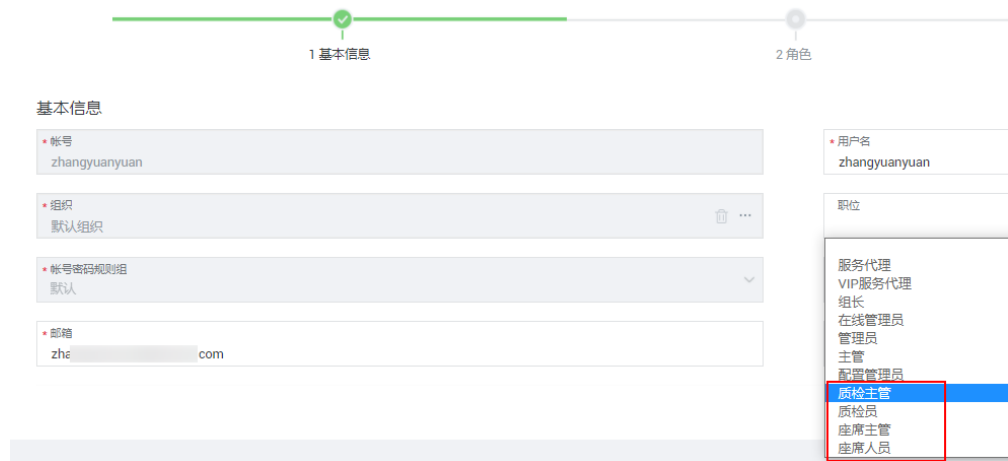 1 基本信息
2 角色
基本信息
* 帐号
zhangyuanyuan
* 用户名
zhangyuanyuan
* 组织
默认组织
职位
* 帐号密码规则组
默认
* 邮箱
zha com
服务代理
VIP服务代理
组长
在线管理员
管理员
主管
配置管理员
质检主管
质检员
座席主管
座席人员